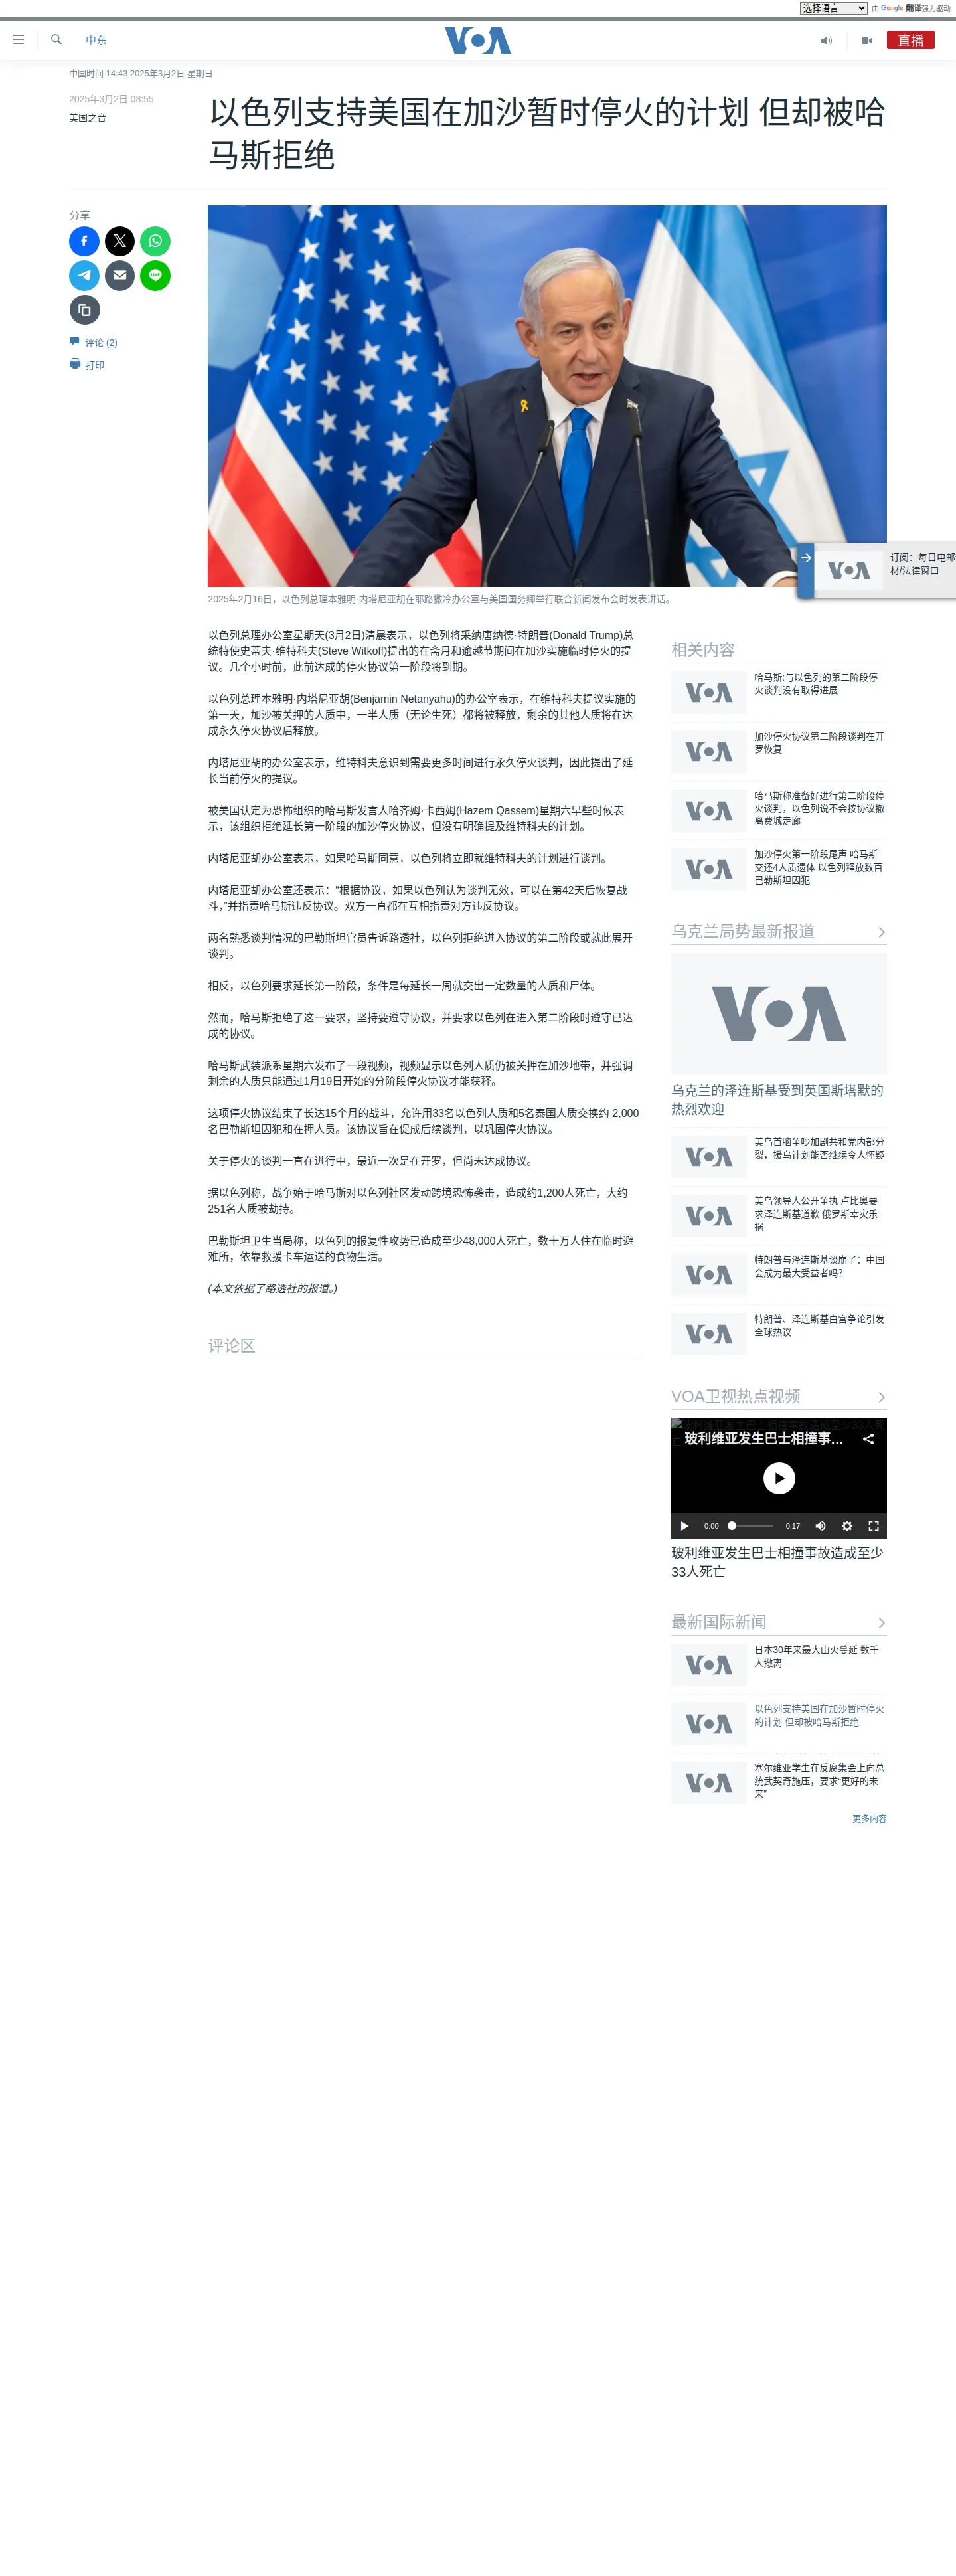 选择语言
由 Google 翻译强力驱动
中东
VOA
直播
中国时间 14:43 2025年3月2日 星期日
2025年3月2日 08:55
美国之音
以色列支持美国在加沙暂时停火的计划 但却被哈
马斯拒绝
分享
评论 (2)
打印
订阅：每日电邮
材/法律窗口
VOA
2025年2月16日，以色列总理本雅明·内塔尼亚胡在耶路撒冷办公室与美国国务卿举行联合新闻发布会时发表讲话。
以色列总理办公室星期天(3月2日)清晨表示，以色列将采纳唐纳德·特朗普(Donald Trump)总
统特使史蒂夫·维特科夫(Steve Witkoff)提出的在斋月和逾越节期间在加沙实施临时停火的提
议。几个小时前，此前达成的停火协议第一阶段将到期。
以色列总理本雅明·内塔尼亚胡(Benjamin Netanyahu)的办公室表示，在维特科夫提议实施的
第一天，加沙被关押的人质中，一半人质（无论生死）都将被释放，剩余的其他人质将在达
成永久停火协议后释放。
内塔尼亚胡的办公室表示，维特科夫意识到需要更多时间进行永久停火谈判，因此提出了延
长当前停火的提议。
被美国认定为恐怖组织的哈马斯发言人哈齐姆·卡西姆(Hazem Qassem)星期六早些时候表
示，该组织拒绝延长第一阶段的加沙停火协议，但没有明确提及维特科夫的计划。
内塔尼亚胡办公室表示，如果哈马斯同意，以色列将立即就维特科夫的计划进行谈判。
内塔尼亚胡办公室还表示：“根据协议，如果以色列认为谈判无效，可以在第42天后恢复战
斗，”并指责哈马斯违反协议。双方一直都在互相指责对方违反协议。
两名熟悉谈判情况的巴勒斯坦官员告诉路透社，以色列拒绝进入协议的第二阶段或就此展开
谈判。
相反，以色列要求延长第一阶段，条件是每延长一周就交出一定数量的人质和尸体。
然而，哈马斯拒绝了这一要求，坚持要遵守协议，并要求以色列在进入第二阶段时遵守已达
成的协议。
哈马斯武装派系星期六发布了一段视频，视频显示以色列人质仍被关押在加沙地带，并强调
剩余的人质只能通过1月19日开始的分阶段停火协议才能获释。
这项停火协议结束了长达15个月的战斗，允许用33名以色列人质和5名泰国人质交换约 2,000
名巴勒斯坦囚犯和在押人员。该协议旨在促成后续谈判，以巩固停火协议。
关于停火的谈判一直在进行中，最近一次是在开罗，但尚未达成协议。
据以色列称，战争始于哈马斯对以色列社区发动跨境恐怖袭击，造成约1,200人死亡，大约
251名人质被劫持。
巴勒斯坦卫生当局称，以色列的报复性攻势已造成至少48,000人死亡，数十万人住在临时避
难所，依靠救援卡车运送的食物生活。
(本文依据了路透社的报道。)
评论区
相关内容
VOA
哈马斯:与以色列的第二阶段停
火谈判没有取得进展
VOA
加沙停火协议第二阶段谈判在开
罗恢复
VOA
哈马斯称准备好进行第二阶段停
火谈判，以色列说不会按协议撤
离费城走廊
VOA
加沙停火第一阶段尾声 哈马斯
交还4人质遗体 以色列释放数百
巴勒斯坦囚犯
乌克兰局势最新报道
VOA
乌克兰的泽连斯基受到英国斯塔默的
热烈欢迎
VOA
美乌首脑争吵加剧共和党内部分
裂，援乌计划能否继续令人怀疑
VOA
美乌领导人公开争执 卢比奥要
求泽连斯基道歉 俄罗斯幸灾乐
祸
VOA
特朗普与泽连斯基谈崩了：中国
会成为最大受益者吗？
VOA
特朗普、泽连斯基白宫争论引发
全球热议
VOA卫视热点视频
玻利维亚发生巴士相撞事...
0:00
0:17
玻利维亚发生巴士相撞事故造成至少
33人死亡
最新国际新闻
VOA
日本30年来最大山火蔓延 数千
人撤离
VOA
以色列支持美国在加沙暂时停火
的计划 但却被哈马斯拒绝
VOA
塞尔维亚学生在反腐集会上向总
统武契奇施压，要求“更好的未
来”
更多内容